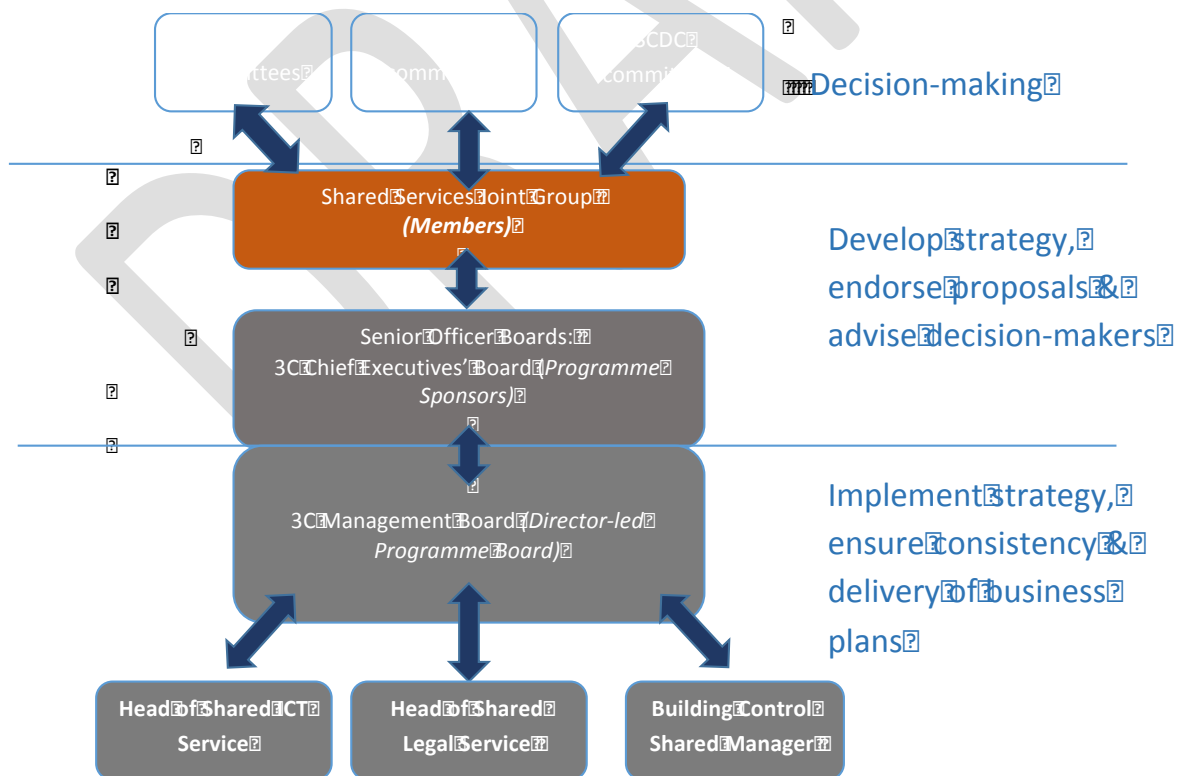 SCDC
Decision-making
Shared Services Joint Group
(Members)
Develop strategy,
endorse proposals &
advise decision-makers
Senior Officer Boards:
3C Chief Executives' Board (Programme
Sponsors)
3C Management Board (Director-led
Programme Board)
Implement strategy,
ensure consistency &
delivery of business
plans
Head of Shared ICT
Service
Head of Shared
Legal Service
Building Control
Shared Manager